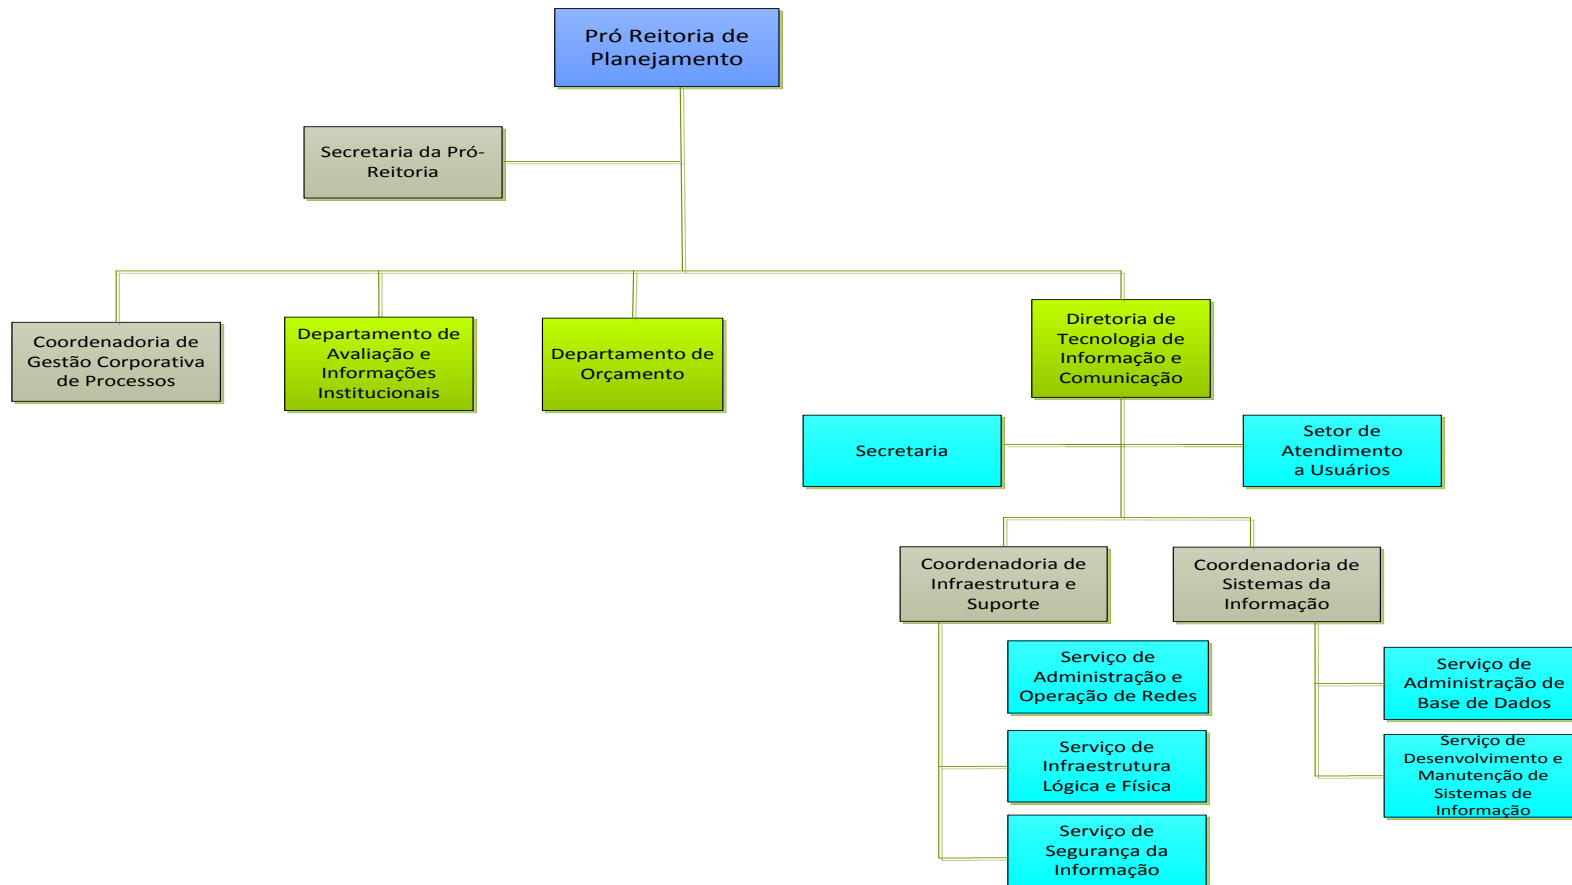 Pró Reitoria de
Planejamento
Secretaria da Pró-
Reitoria
Coordenadoria de
Gestão Corporativa
de Processos
Departamento de
Avaliação e
Informações
Institucionais
Departamento de
Orçamento
Diretoria de
Tecnologia de
Informação e
Comunicação
Secretaria
Setor de
Atendimento
a Usuários
Coordenadoria de
Infraestrutura e
Suporte
Coordenadoria de
Sistemas da
Informação
Serviço de
Administração e
Operação de Redes
Serviço de
Infraestrutura
Lógica e Física
Serviço de
Segurança da
Informação
Serviço de
Administração de
Base de Dados
Serviço de
Desenvolvimento e
Manutenção de
Sistemas de
Informação